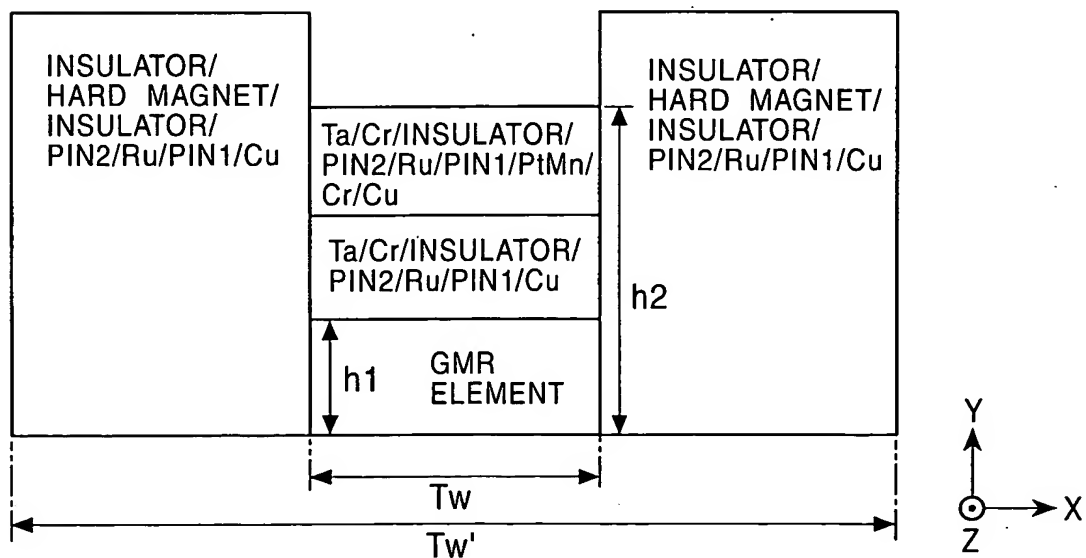 INSULATOR/
HARD MAGNET/
INSULATOR/
PIN2/Ru/PIN1/Cu
Ta/Cr/INSULATOR/
PIN2/Ru/PIN1/PtMn/
Cr/Cu
Ta/Cr/INSULATOR/
PIN2/Ru/PIN1/Cu
h1
GMR
ELEMENT
h2
INSULATOR/
HARD MAGNET/
INSULATOR/
PIN2/Ru/PIN1/Cu
Tw
Tw'
Y
X
Z